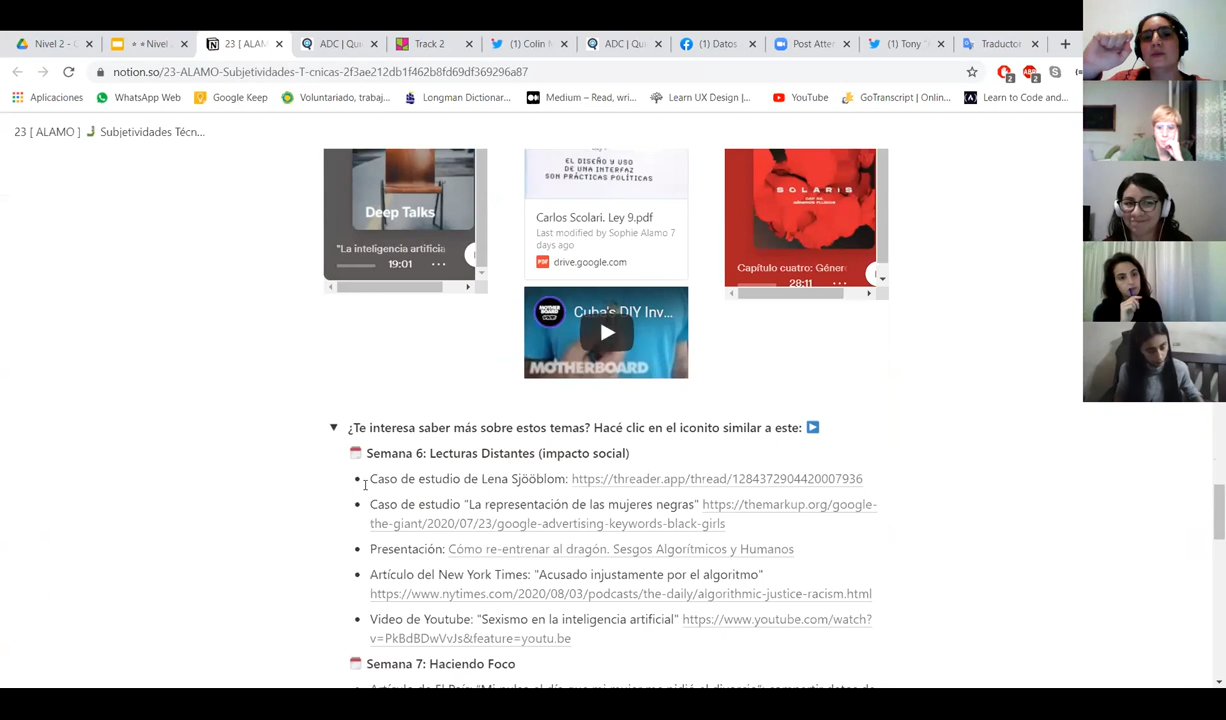 Nivel 2 - 
Nivel
23 [ ALAM
ADC | Qu
Track 2
(1) Colin M
ADC | Qu
(1) Datos
Post Atter
(1) Tony
Traductor
notion.so/23-ALAMO-Subjetividades-T-cnicas-2f3ae212db1f462b8fd69df369296a87
Aplicaciones
WhatsApp Web
Google Keep
Voluntariado, trabaj...
Longman Dictionar...
Medium – Read, wri...
Learn UX Design |...
YouTube
GoTranscript | Onlin...
Learn to Code and...
23 [ ALAMO ] Subjetividades Técn...
EL DISEÑO Y USO
DE UNA INTERFAZ
SON PRÁCTICAS POLÍTICAS
SOLARIS
Deep Talks
Carlos Scolari. Ley 9.pdf
Last modified by Sophie Alamo 7
days ago
drive.google.com
"La inteligencia artificia
19:01
Capítulo cuatro: Géner
28:11
Cuba's DIY Inv...
MOTHERBOARD
¿Te interesa saber más sobre estos temas? Hacé clic en el iconito similar a este:
Semana 6: Lecturas Distantes (impacto social)
• Caso de estudio de Lena Sjööblom: https://threader.app/thread/1284372904420007936
• Caso de estudio "La representación de las mujeres negras" https://themarkup.org/google-
the-giant/2020/07/23/google-advertising-keywords-black-girls
• Presentación: Cómo re-entrenar al dragón. Sesgos Algorítmicos y Humanos
• Artículo del New York Times: "Acusado injustamente por el algoritmo"
https://www.nytimes.com/2020/08/03/podcasts/the-daily/algorithmic-justice-racism.html
• Video de Youtube: "Sexismo en la inteligencia artificial" https://www.youtube.com/watch?
v=PkBdBDwVvJs&feature=youtu.be
Semana 7: Haciendo Foco